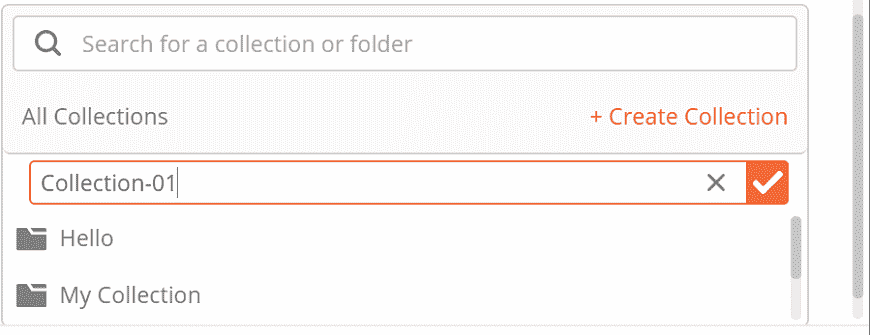 Search for a collection or folder
All Collections
+ Create Collection
Collection-01
Hello
My Collection